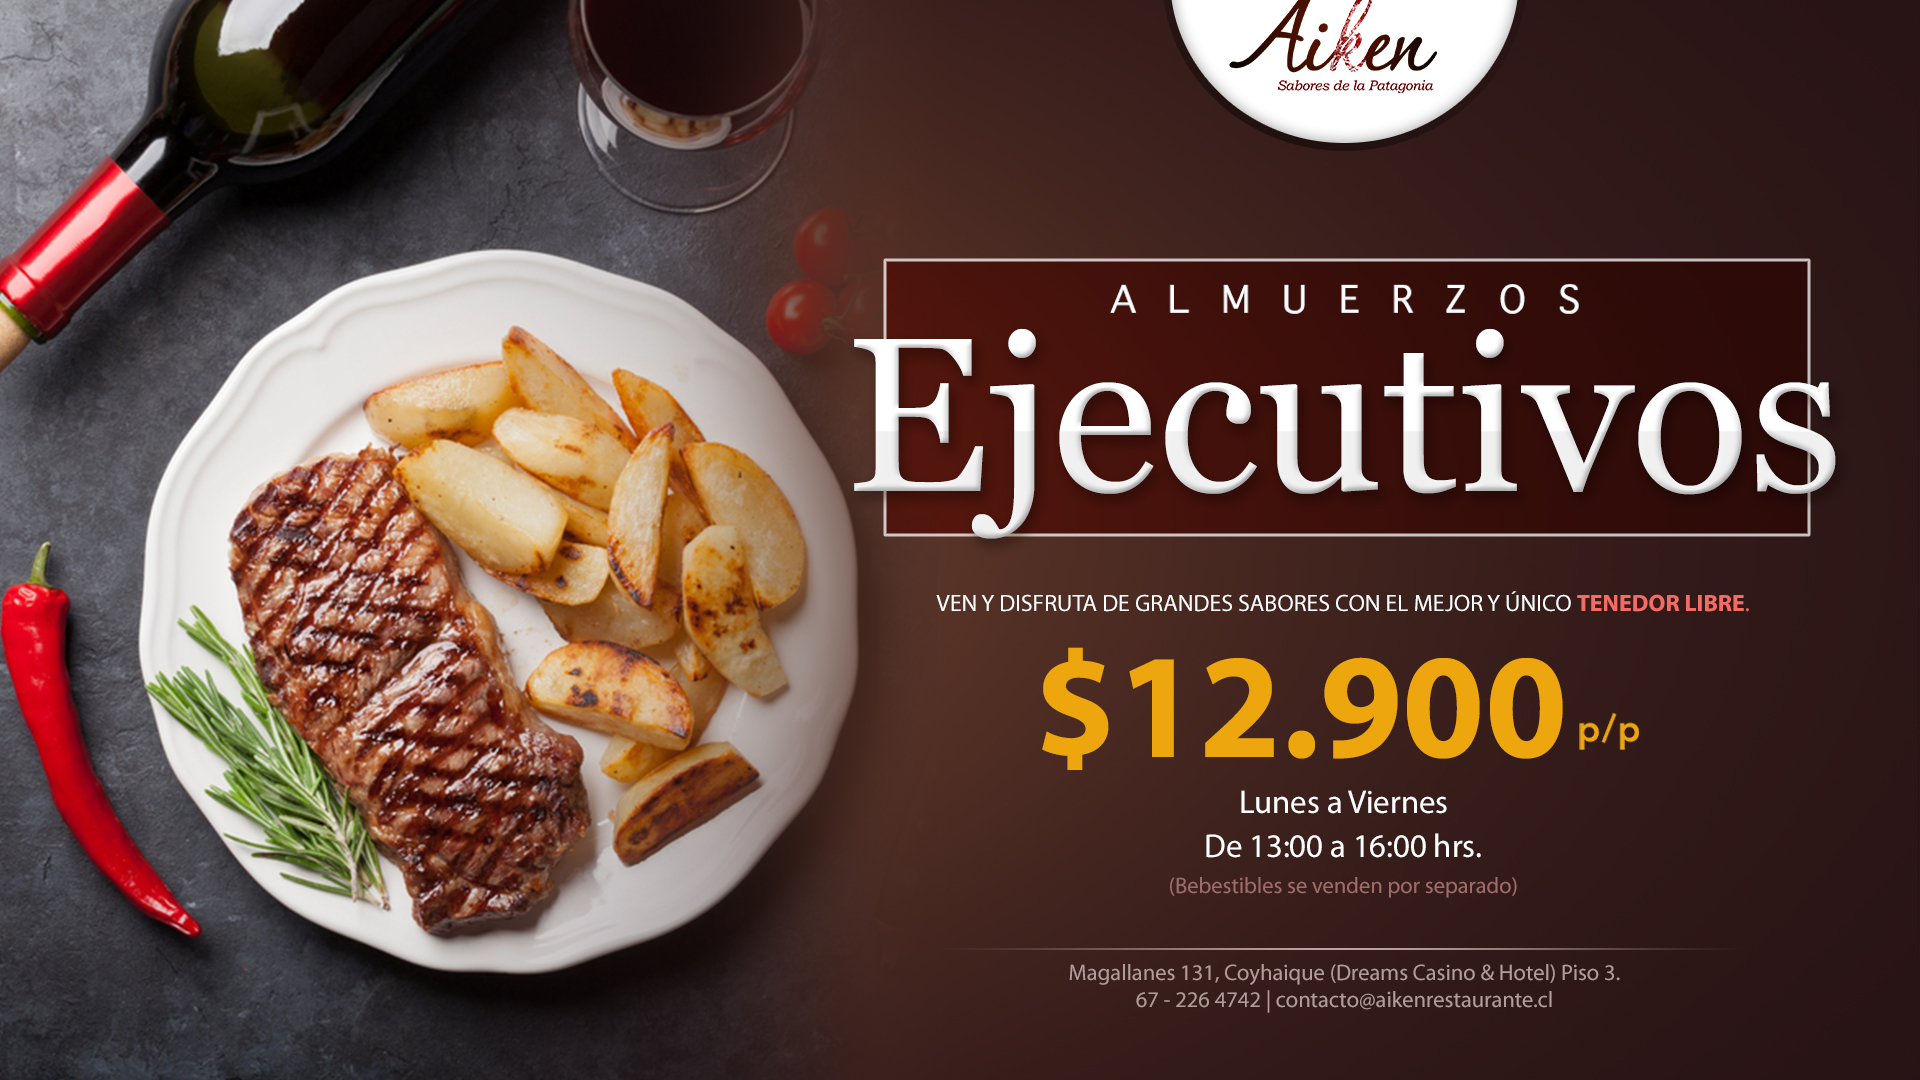 Aiken
Sabores de la Patagonia
ALMUERZOS
Ejecutivos
VEN Y DISFRUTA DE GRANDES SABORES CON EL MEJOR Y ÚNICO TENEDOR LIBRE.
$12.900 p/p
Lunes a Viernes
De 13:00 a 16:00 hrs.
(Bebestibles se venden por separado)
Magallanes 131, Coyhaique (Dreams Casino & Hotel) Piso 3.
67 - 226 4742 | contacto@aikenrestaurante.cl